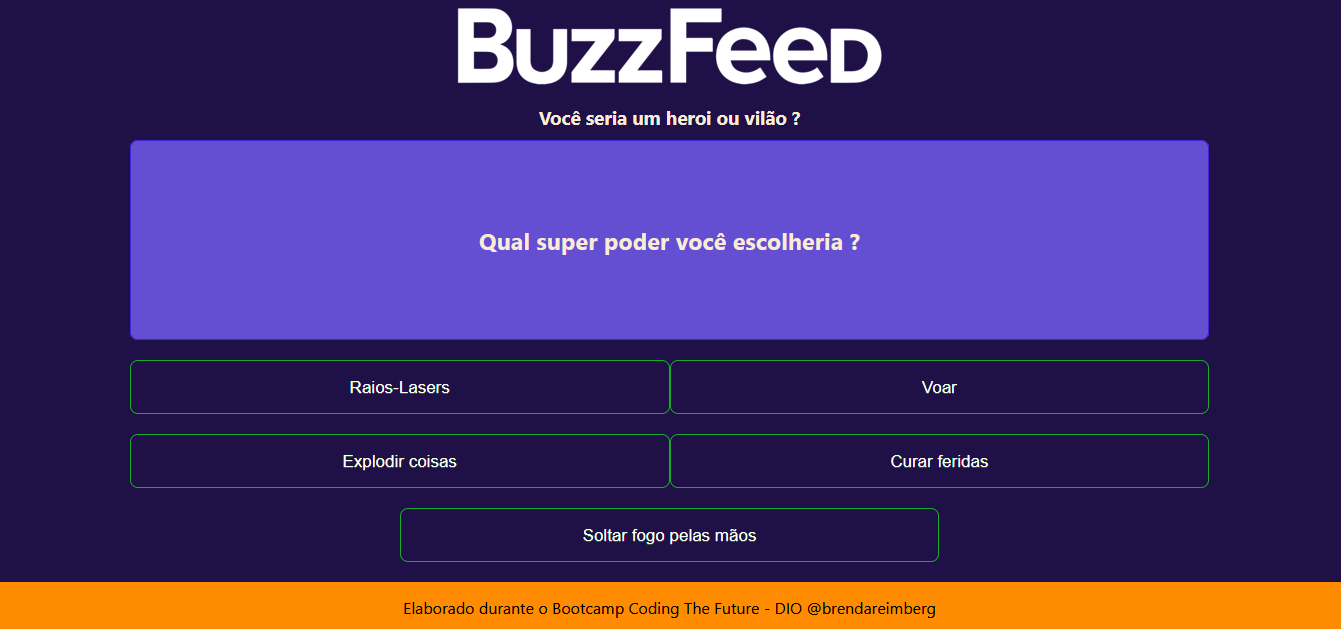 BuzzFeed
Você seria um heroi ou vilão ?
Qual super poder você escolheria ?
Raios-Lasers
Voar
Explodir coisas
Curar feridas
Soltar fogo pelas mãos
Elaborado durante o Bootcamp Coding The Future - DIO @brendareimberg